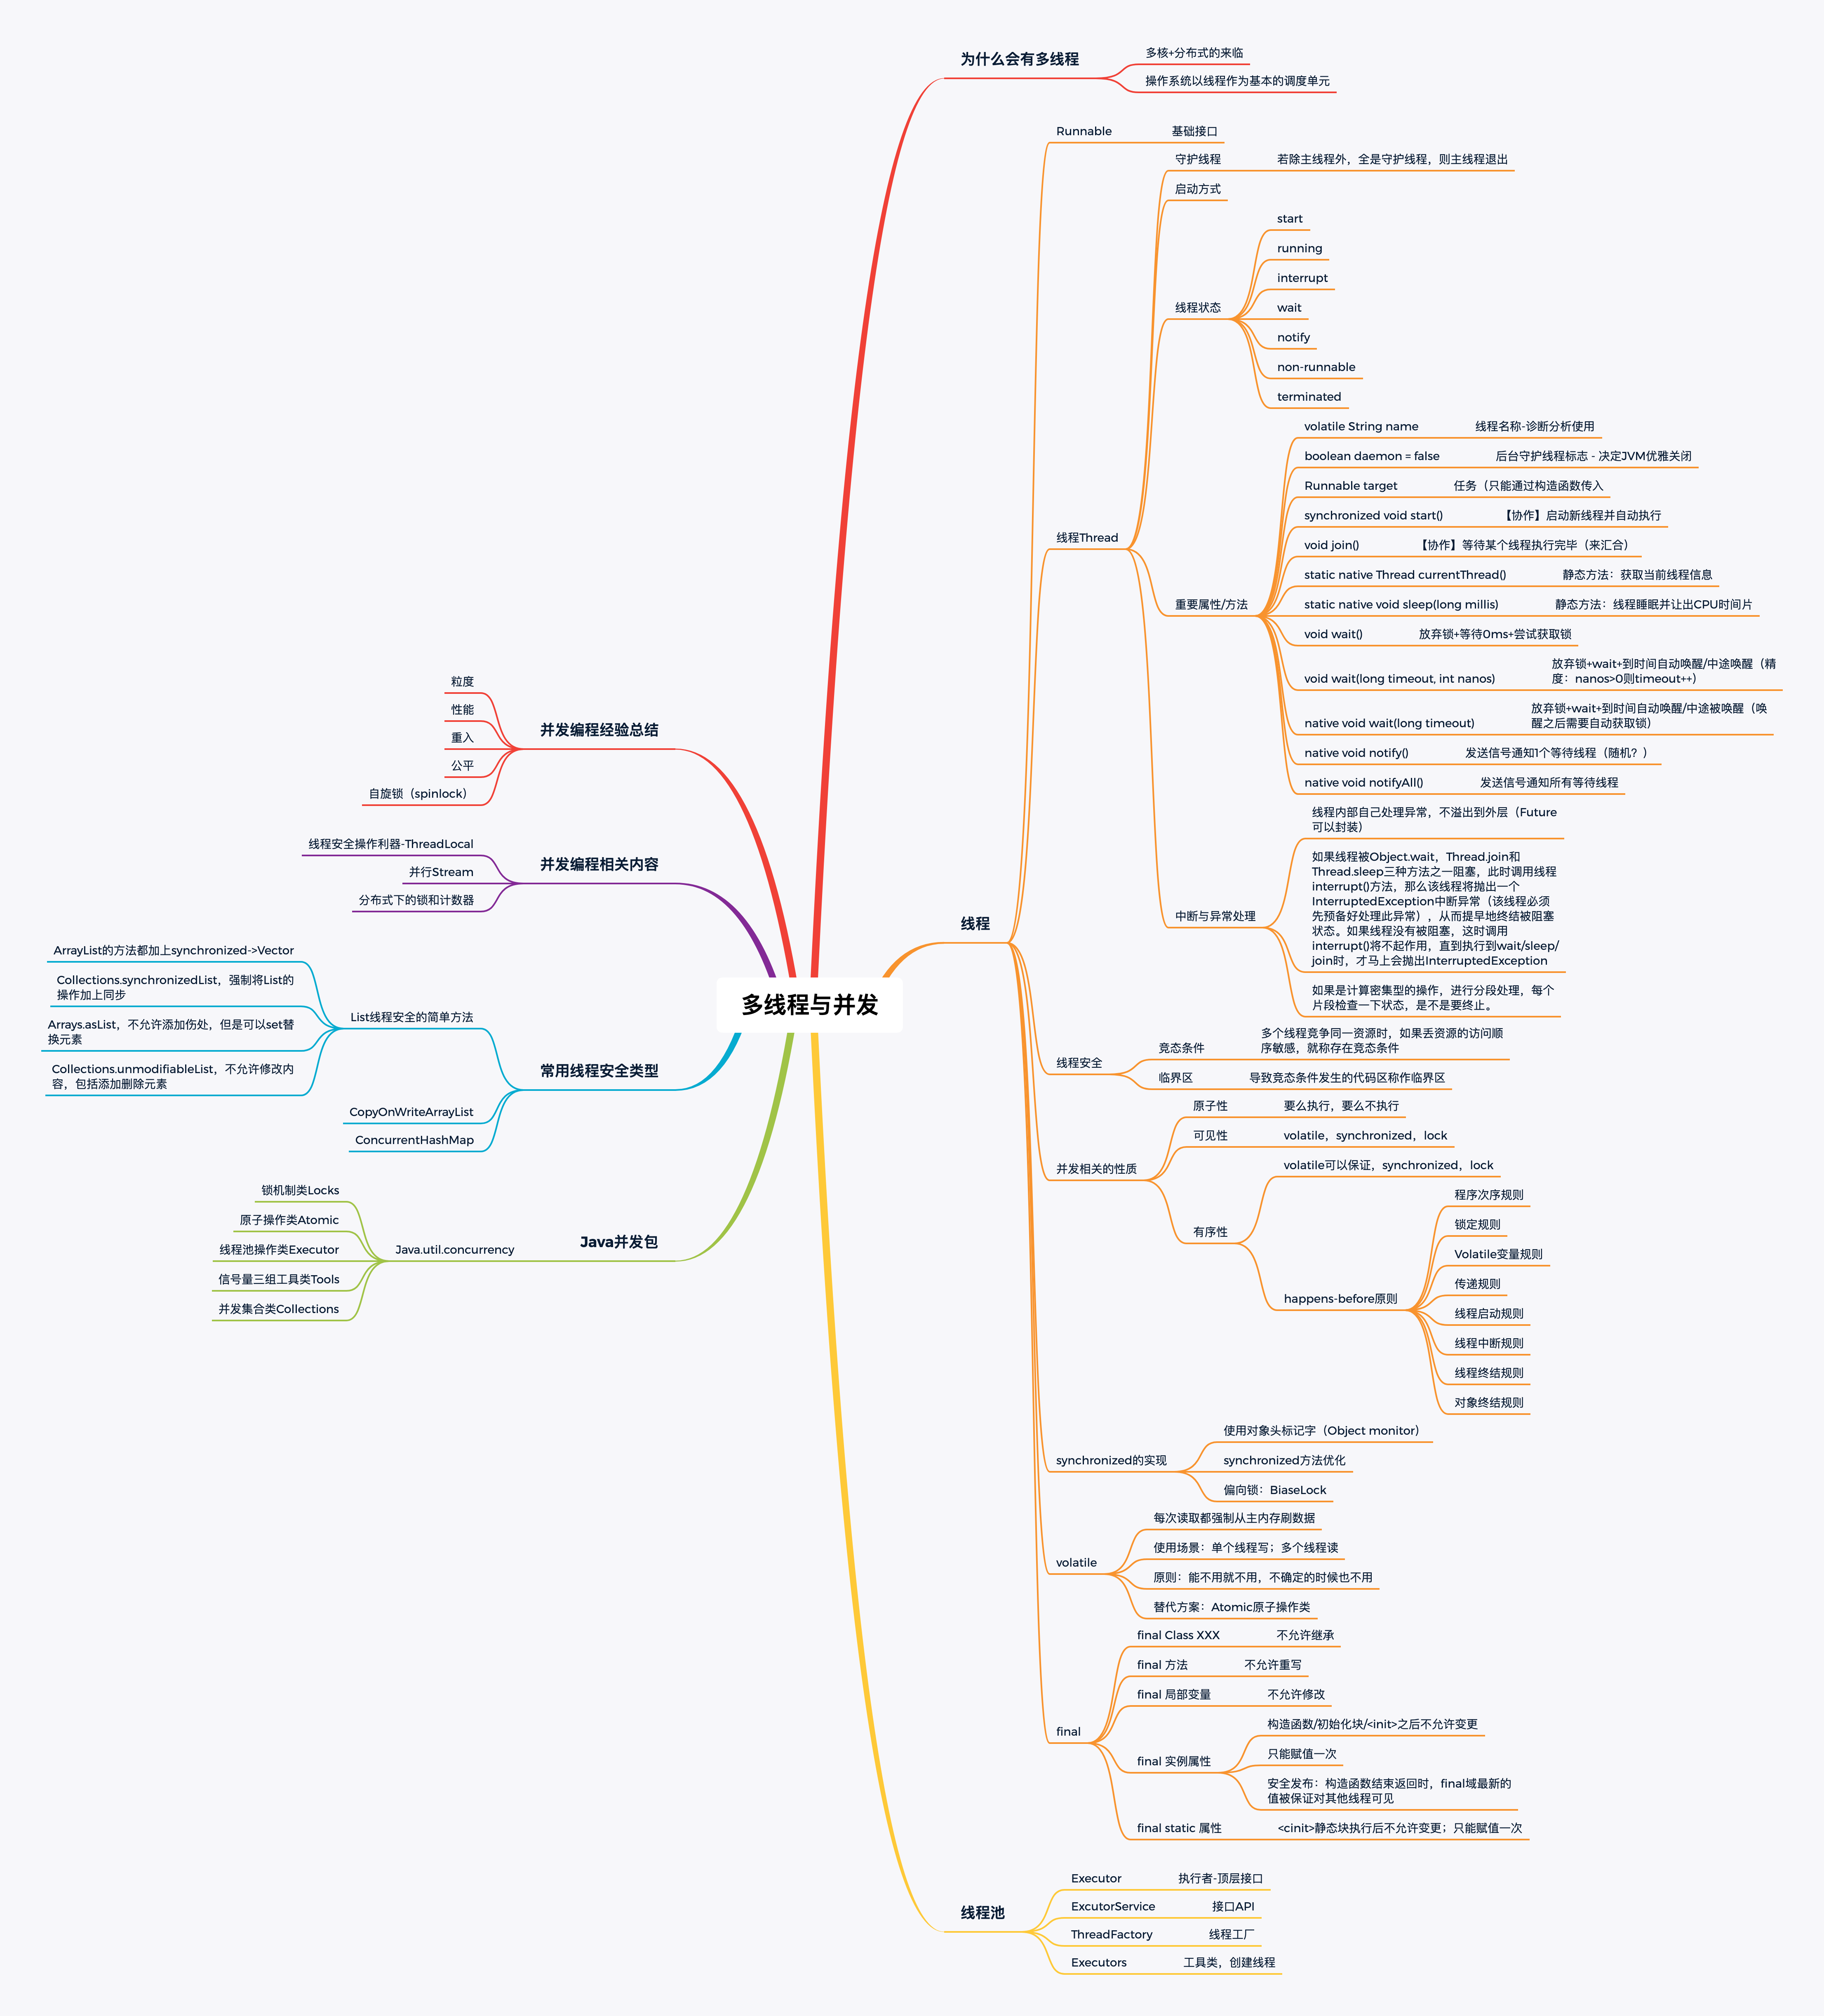 多线程与并发
为什么会有多线程
多核+分布式的来临
操作系统以线程作为基本的调度单元
线程
Runnable
基础接口
线程Thread
守护线程
若除主线程外，全是守护线程，则主线程退出
启动方式
线程状态
start
running
interrupt
wait
notify
non-runnable
terminated
重要属性/方法
volatile String name
线程名称-诊断分析使用
boolean daemon = false
后台守护线程标志 - 决定JVM优雅关闭
Runnable target
任务（只能通过构造函数传入
synchronized void start()
【协作】启动新线程并自动执行
void join()
【协作】等待某个线程执行完毕（来汇合）
static native Thread currentThread()
静态方法：获取当前线程信息
static native void sleep(long millis)
静态方法：线程睡眠并让出CPU时间片
void wait()
放弃锁+等待0ms+尝试获取锁
void wait(long timeout, int nanos)
放弃锁+wait+到时间自动唤醒/中途唤醒（精
度：nanos>0则timeout++）
native void wait(long timeout)
放弃锁+wait+到时间自动唤醒/中途被唤醒（唤
醒之后需要自动获取锁）
native void notify()
发送信号通知1个等待线程（随机？）
native void notifyAll()
发送信号通知所有等待线程
中断与异常处理
线程内部自己处理异常，不溢出到外层（Future
可以封装）
如果线程被Object.wait，Thread.join和
Thread.sleep三种方法之一阻塞，此时调用线程
interrupt()方法，那么该线程将抛出一个
InterruptedException中断异常（该线程必须
先预备好处理此异常），从而提早地终结被阻塞
状态。如果线程没有被阻塞，这时调用
interrupt()将不起作用，直到执行到wait/sleep/
join时，才马上会抛出InterruptedException
如果是计算密集型的操作，进行分段处理，每个
片段检查一下状态，是不是要终止。
线程安全
竞态条件
多个线程竞争同一资源时，如果丢资源的访问顺
序敏感，就称存在竞态条件
临界区
导致竞态条件发生的代码区称作临界区
并发相关的性质
原子性
要么执行，要么不执行
可见性
volatile，synchronized，lock
有序性
volatile可以保证，synchronized，lock
happens-before原则
程序次序规则
锁定规则
Volatile变量规则
传递规则
线程启动规则
线程中断规则
线程终结规则
对象终结规则
synchronized的实现
使用对象头标记字（Object monitor）
synchronized方法优化
偏向锁：BiaseLock
volatile
每次读取都强制从主内存刷数据
使用场景：单个线程写；多个线程读
原则：能不用就不用，不确定的时候也不用
替代方案：Atomic原子操作类
final
final Class XXX
不允许继承
final 方法
不允许重写
final 局部变量
不允许修改
final 实例属性
构造函数/初始化块/<init>之后不允许变更
只能赋值一次
安全发布：构造函数结束返回时，final域最新的
值被保证对其他线程可见
final static 属性
<cinit>静态块执行后不允许变更；只能赋值一次
线程池
Executor
执行者-顶层接口
ExcutorService
接口API
ThreadFactory
线程工厂
Executors
工具类，创建线程
并发编程经验总结
粒度
性能
重入
公平
自旋锁（spinlock）
并发编程相关内容
线程安全操作利器-ThreadLocal
并行Stream
分布式下的锁和计数器
常用线程安全类型
List线程安全的简单方法
ArrayList的方法都加上synchronized->Vector
Collections.synchronizedList，强制将List的
操作加上同步
Arrays.asList，不允许添加伤处，但是可以set替
换元素
Collections.unmodifiableList，不允许修改内
容，包括添加删除元素
CopyOnWriteArrayList
ConcurrentHashMap
Java并发包
Java.util.concurrency
锁机制类Locks
原子操作类Atomic
线程池操作类Executor
信号量三组工具类Tools
并发集合类Collections